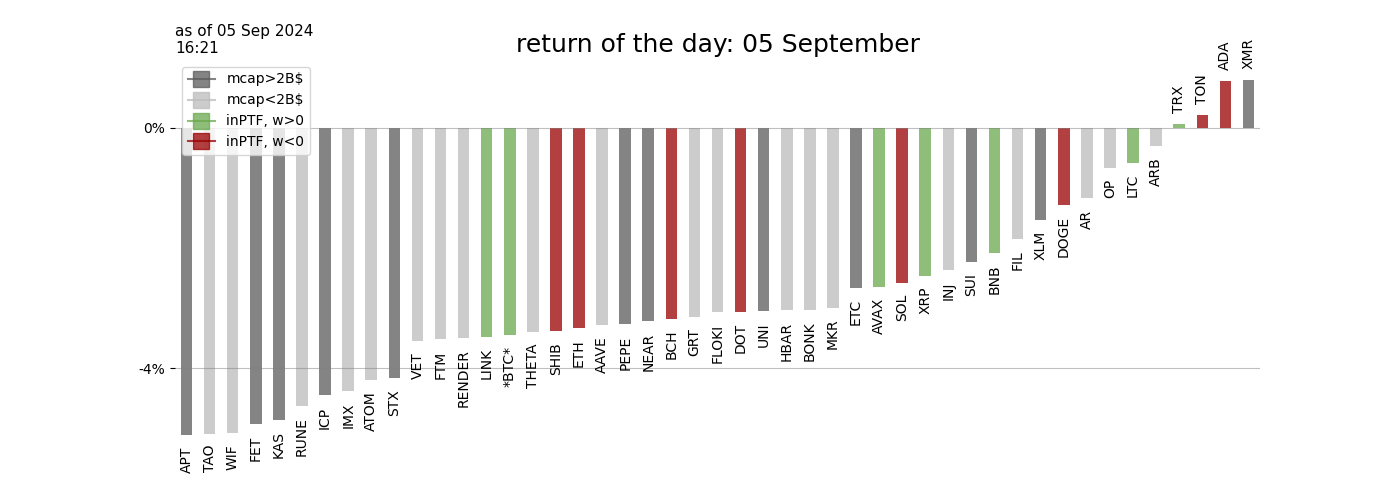 as of 05 Sep 2024
16:21
return of the day: 05 September
mcap>2B$
mcap<2B$
inPTF, w>0
inPTF, w<0
0%
-4%
APT
TAO
WIF
FET
KAS
RUNE
ICP
IMX
ATOM
STX
VET
FTM
RENDER
LINK
*BTC*
THETA
SHIB
ETH
AAVE
PEPE
NEAR
BCH
GRT
FLOKI
DOT
UNI
HBAR
BONK
MKR
ETC
AVAX
SOL
XRP
INJ
SUI
BNB
FIL
XLM
DOGE
AR
OP
LTC
ARB
TRX
TON
ADA
XMR